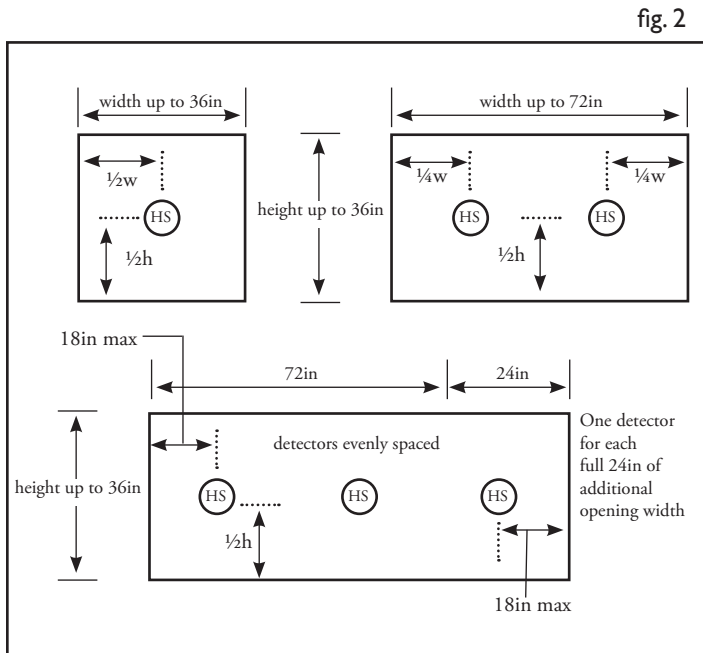 fig. 2
width up to 36in
width up to 72in
½w
HS
½h
height up to 36in
¼w
¼w
HS
HS
½h
18in max
72in
24in
height up to 36in
detectors evenly spaced
HS
HS
HS
½h
18in max
One detector
for each
full 24in of
additional
opening width